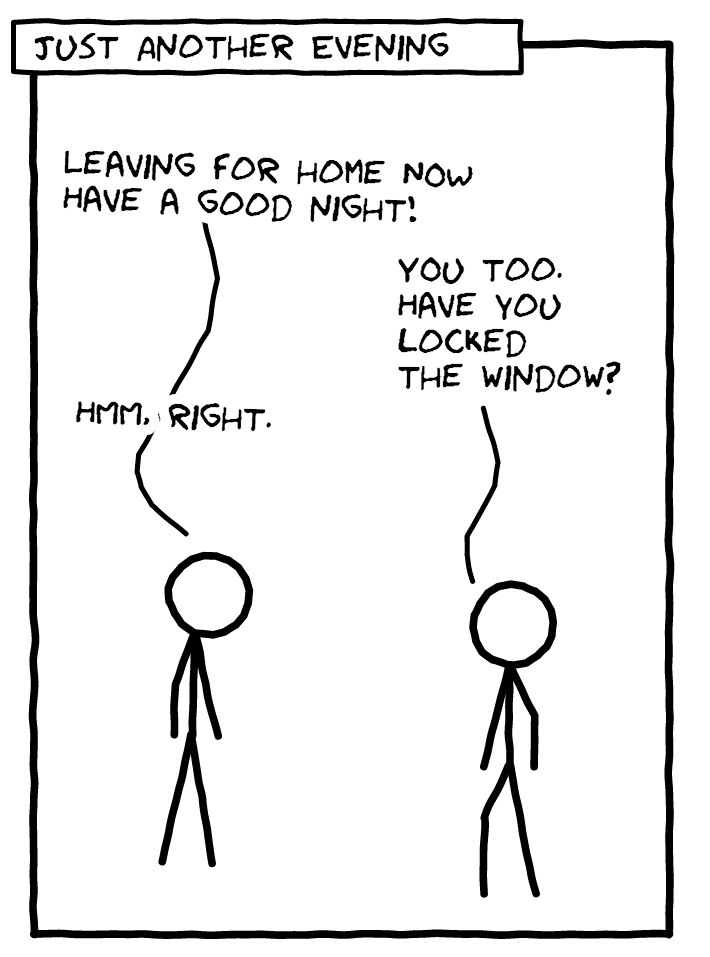 JUST ANOTHER EVENING
LEAVING FOR HOME NOW
HAVE A GOOD NIGHT!
YOU TOO.
HAVE YOU
LOCKED
THE WINDOW?
HMM, RIGHT.